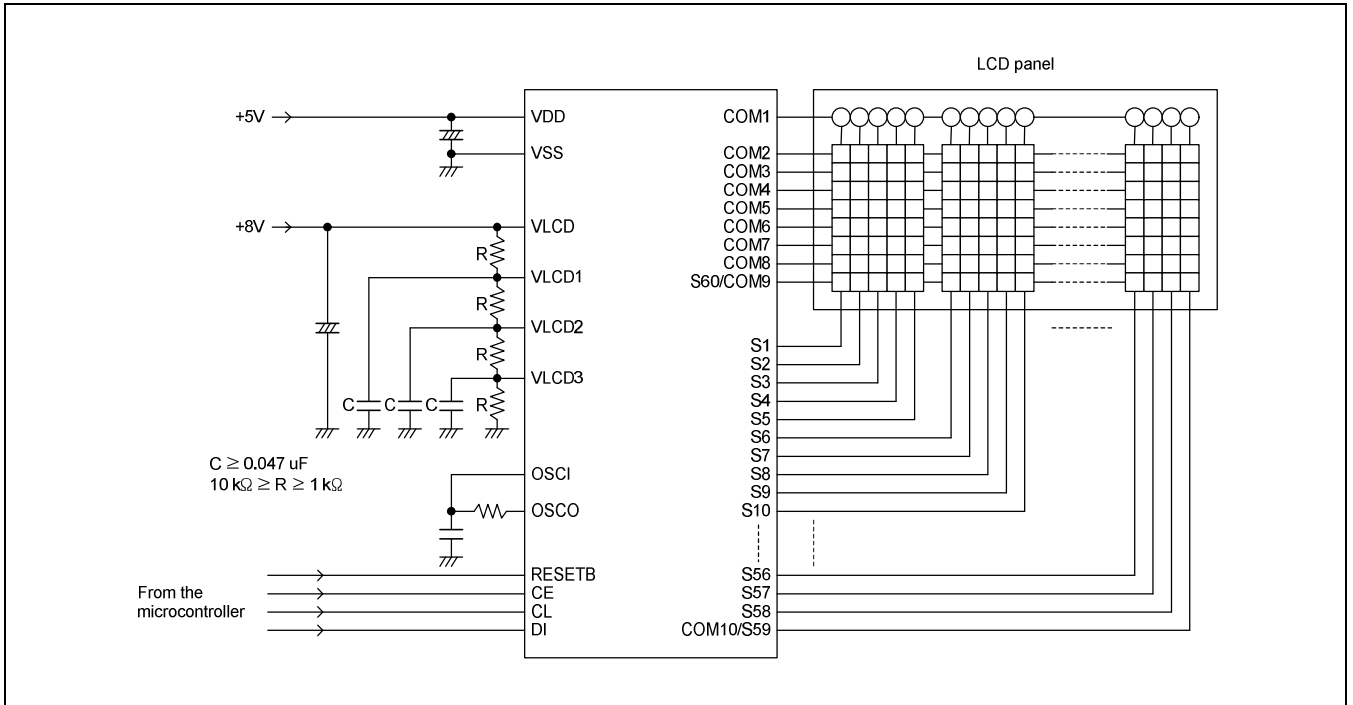 LCD panel
+5V
VDD
VSS
+8V
VLCD
R
VLCD1
R
VLCD2
R
VLCD3
R
C
C
C
C ≥ 0.047 uF
10 kΩ ≥ R ≥ 1 kΩ
OSCI
OSCO
From the
microcontroller
RESETB
CE
CL
DI
COM1
COM2
COM3
COM4
COM5
COM6
COM7
COM8
S60/COM9
S1
S2
S3
S4
S5
S6
S7
S8
S9
S10
S56
S57
S58
COM10/S59